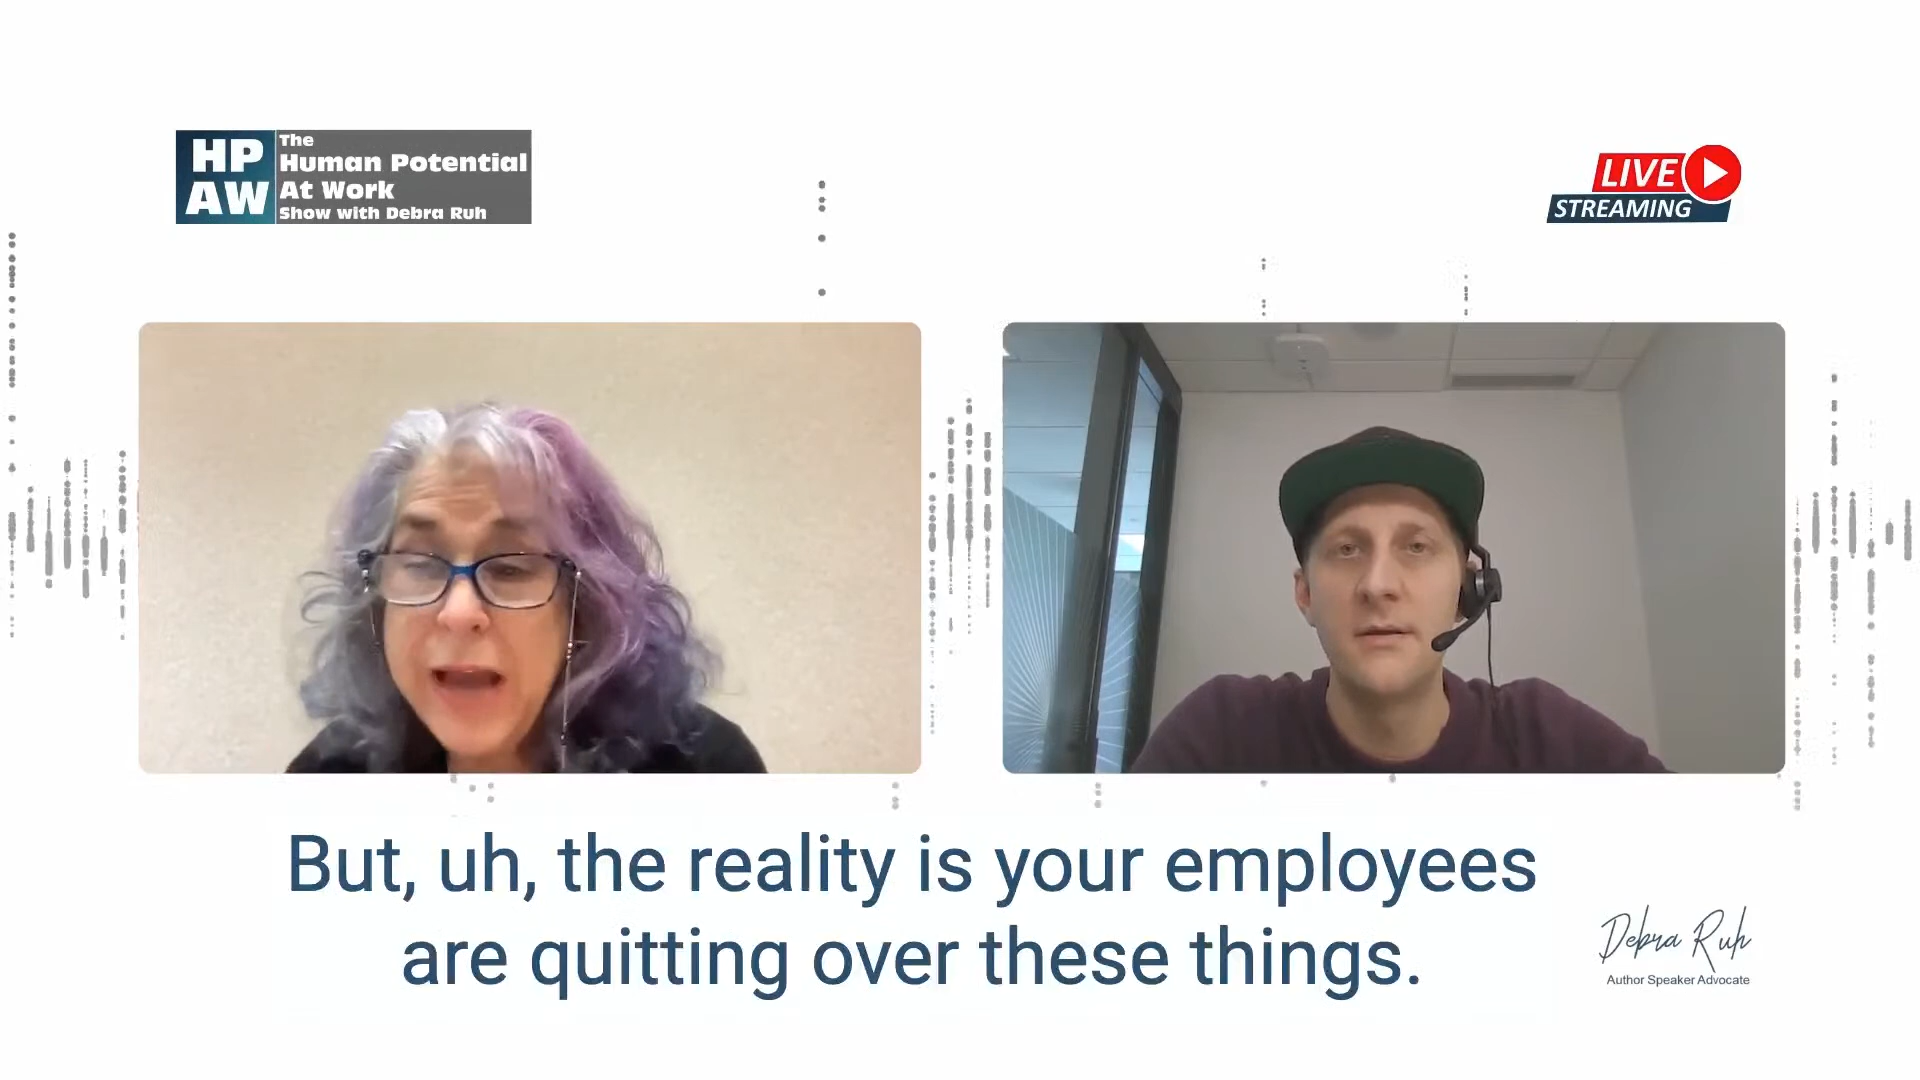 HP
AW
The
Human Potential
At Work
Show with Debra Ruh
LIVE
STREAMING
But, uh, the reality is your employees
are quitting over these things.
Debra Ruh
Author Speaker Advocate